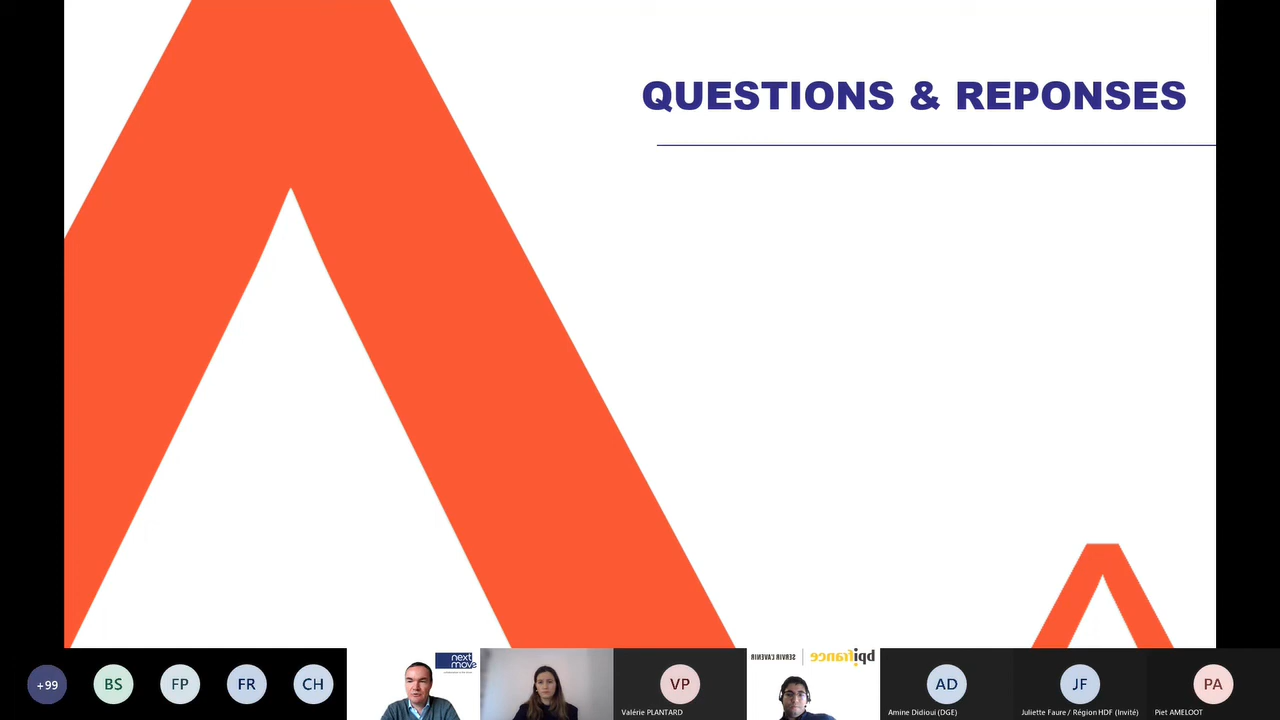 QUESTIONS & REPONSES
+99
BS
FP
FR
CH
next
move
VP
Valérie PLANTARD
SERVIR L'AVENIR
bpifrance
AD
Amine Didioui (DGE)
JF
Juliette Faure / Région HDF (Invité)
PA
Piet AMELOOT